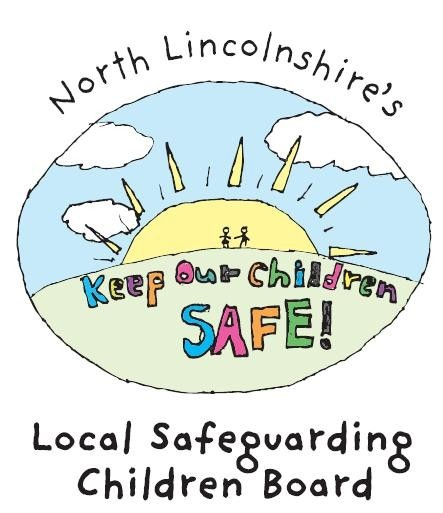 North Lincolnshire's
Keep Our Children
SAFE!
Local Safeguarding
Children Board